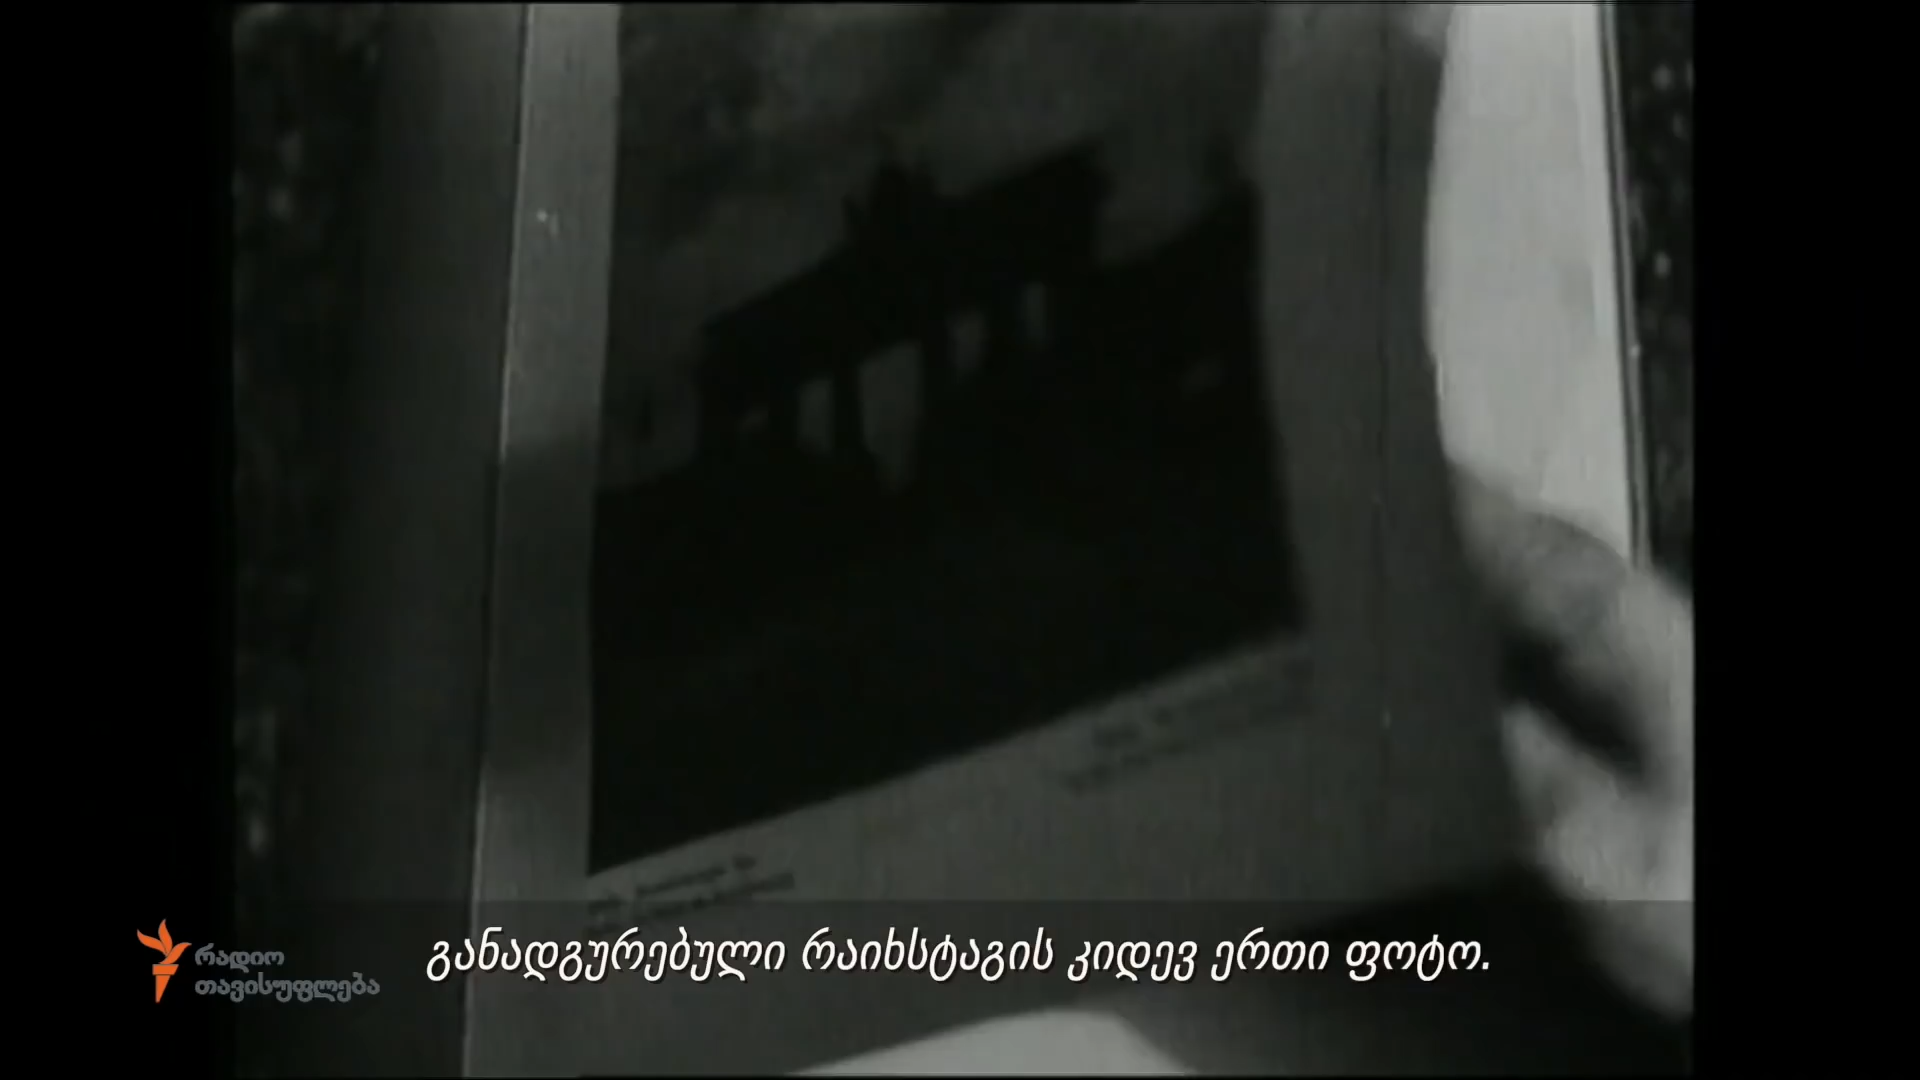 რადიო
თავისუფლება
განადგურებული რაიხსტაგის კიდევ ერთი ფოტო.